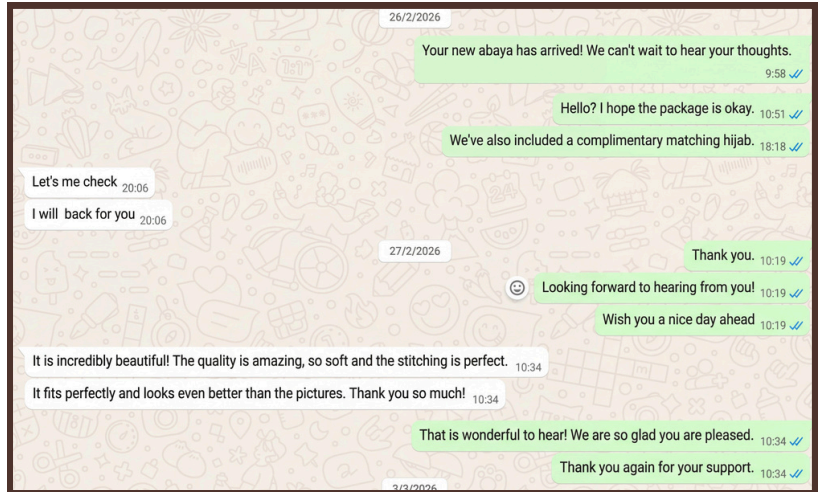 26/2/2026
Your new abaya has arrived! We can't wait to hear your thoughts.
9:58
Hello? I hope the package is okay. 10:51
We've also included a complimentary matching hijab. 18:18
Let's me check 20:06
I will back for you 20:06
27/2/2026
Thank you. 10:19
Looking forward to hearing from you! 10:19
Wish you a nice day ahead 10:19
It is incredibly beautiful! The quality is amazing, so soft and the stitching is perfect. 10:34
It fits perfectly and looks even better than the pictures. Thank you so much! 10:34
That is wonderful to hear! We are so glad you are pleased. 10:34
Thank you again for your support. 10:34
3/3/2026